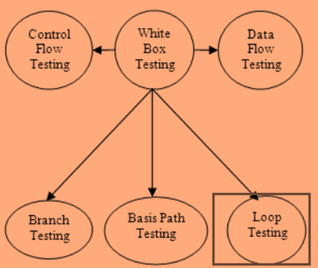 Control
Flow
Testing
White
Box
Testing
Data
Flow
Testing
Branch
Testing
Basis Path
Testing
Loop
Testing